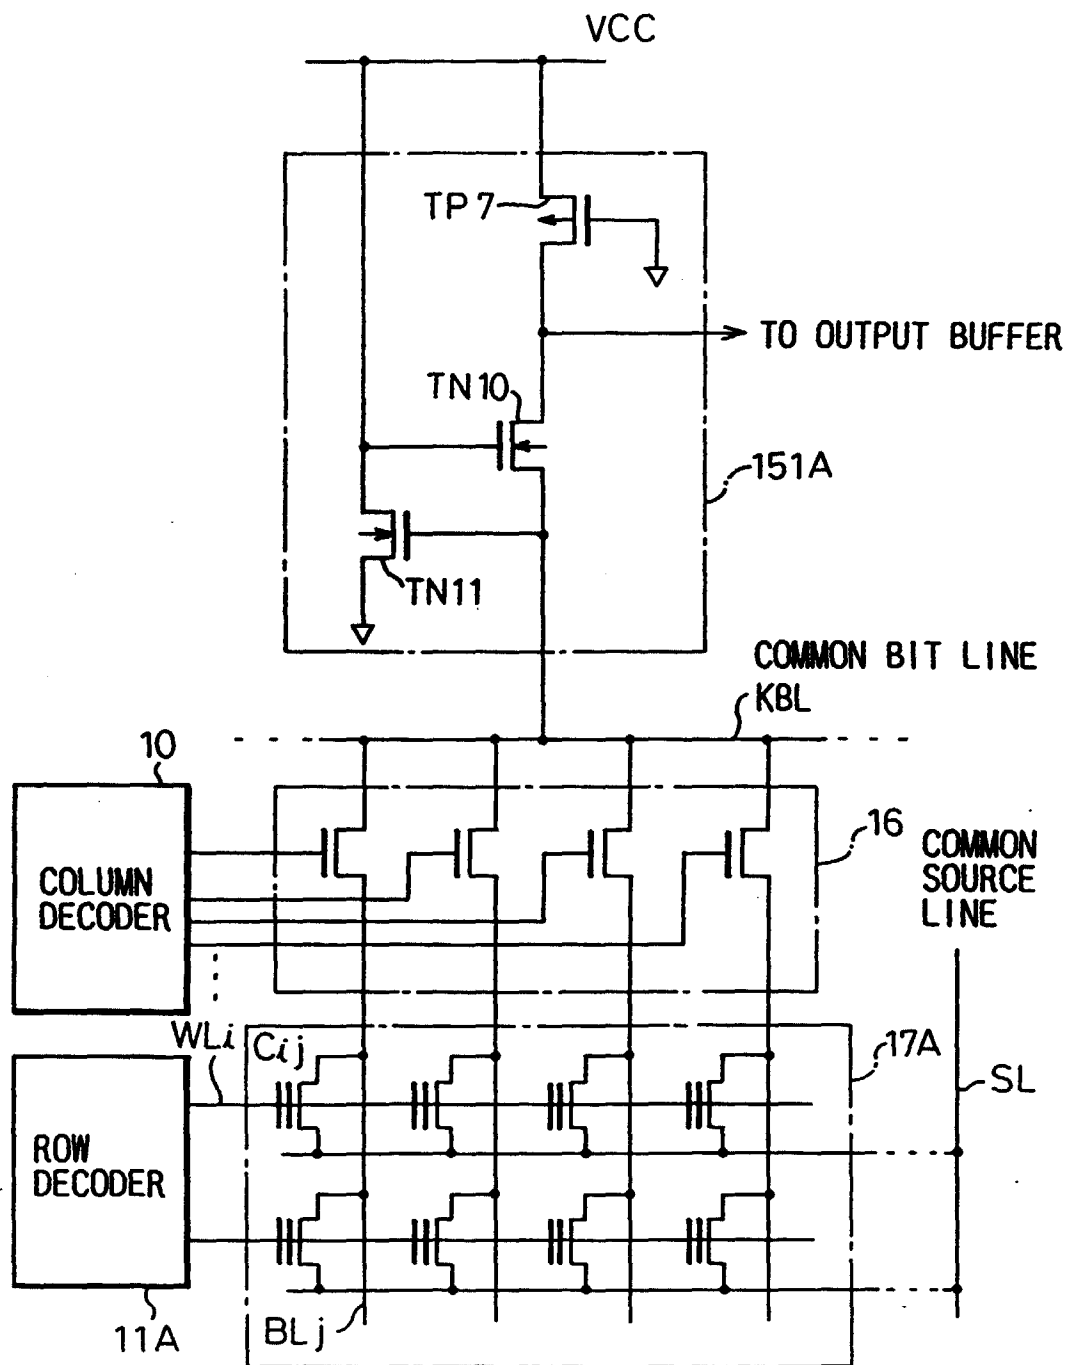 VCC
TP7
TO OUTPUT BUFFER
TN10
151A
TN11
COMMON BIT LINE
KBL
10
16
COLUMN
DECODER
COMMON
SOURCE
LINE
WLi
Cij
17A
SL
ROW
DECODER
11A
BLj